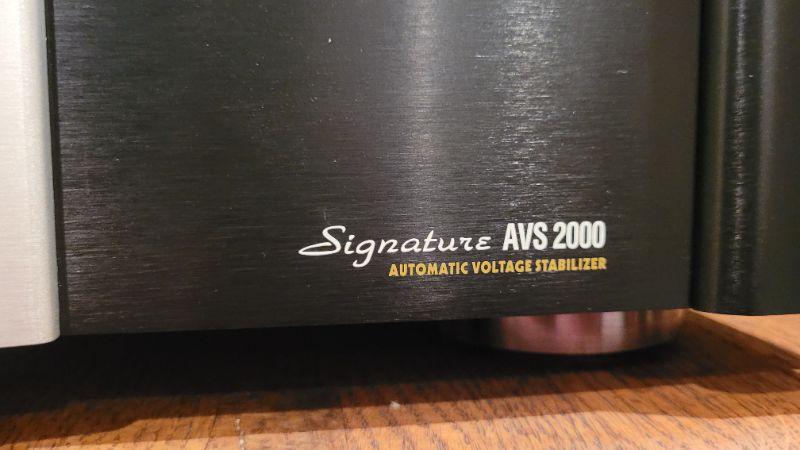 Signature AVS 2000
AUTOMATIC VOLTAGE STABILIZER